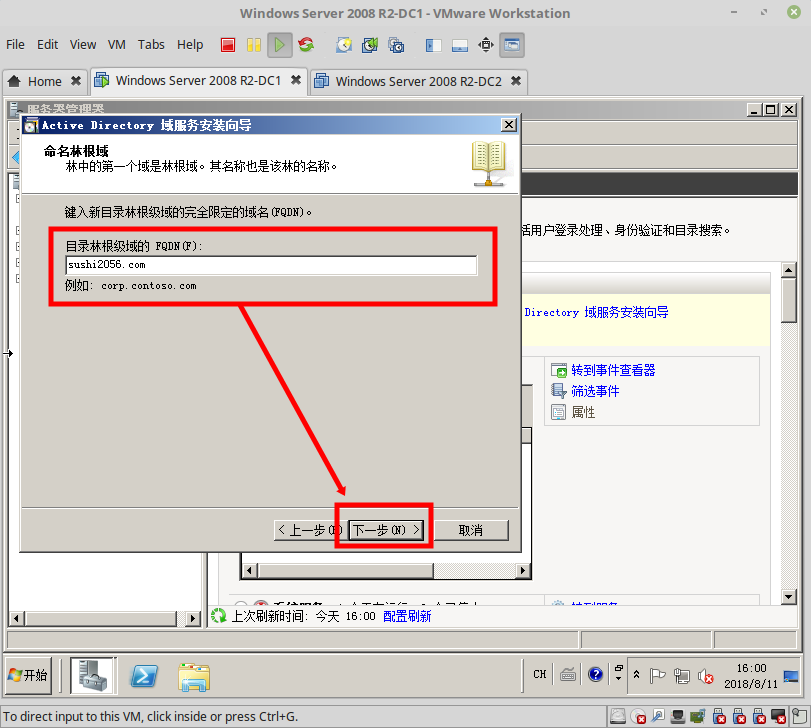 Windows Server 2008 R2-DC1 - VMware Workstation
File Edit View VM Tabs Help
Home Windows Server 2008 R2-DC1 Windows Server 2008 R2-DC2
服务器管理器
Active Directory 域服务安装向导
命名林根域
林中的第一个域是林根域。其名称也是该林的名称。
键入新目录林根级域的完全限定的域名(FQDN)。
目录林根级域的 FQDN(F):
sushi2056.com
例如: corp.contoso.com
< 上一步( 下一步(N) > 取消
活用户登录处理、身份验证和目录搜索。
Directory 域服务安装向导
转到事件查看器
筛选事件
属性
上次刷新时间: 今天 16:00 配置刷新
开始
CH
16:00
2018/8/11
To direct input to this VM, click inside or press Ctrl+G.